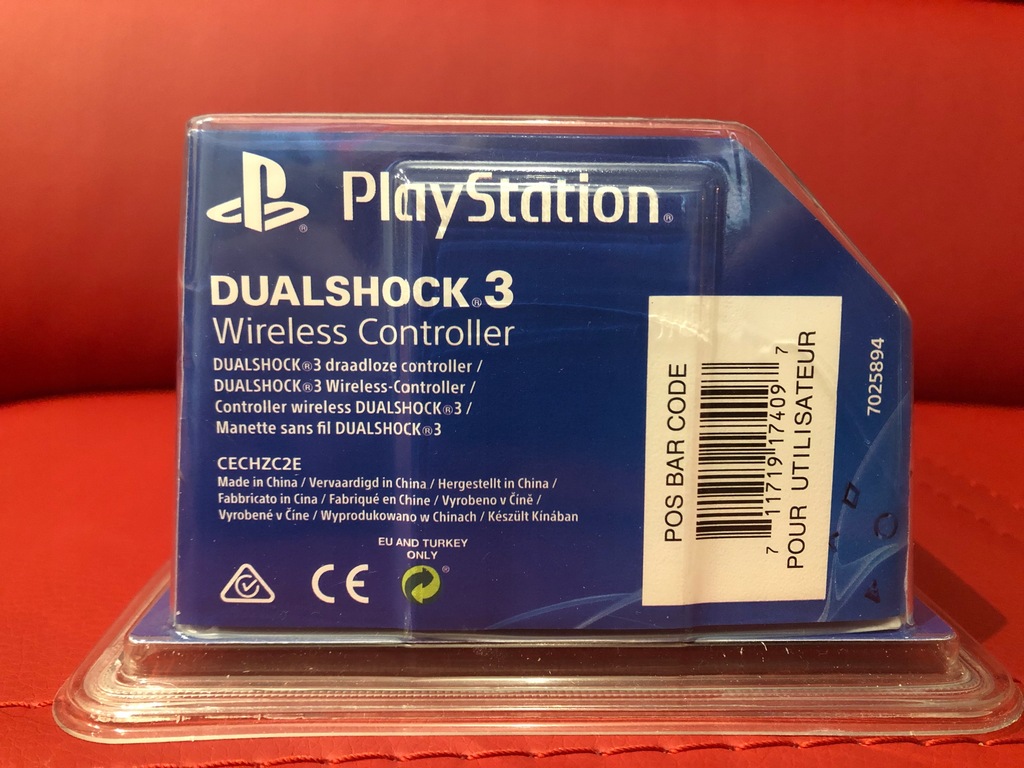 PlayStation®
DUALSHOCK®3
Wireless Controller
DUALSHOCK®3 draadloze controller /
DUALSHOCK®3 Wireless-Controller /
Controller wireless DUALSHOCK®3 /
Manette sans fil DUALSHOCK®3
CECHZC2E
Made in China / Vervaardigd in China / Hergestellt in China /
Fabbricato in Cina / Fabriqué en Chine / Vyrobeno v Číně /
Vyrobené v Číne / Wyprodukowano w Chinach / Készült Kínában
EU AND TURKEY
ONLY
CE
POS BAR CODE
7 11719 17409 7
POUR UTILISATEUR
7025894